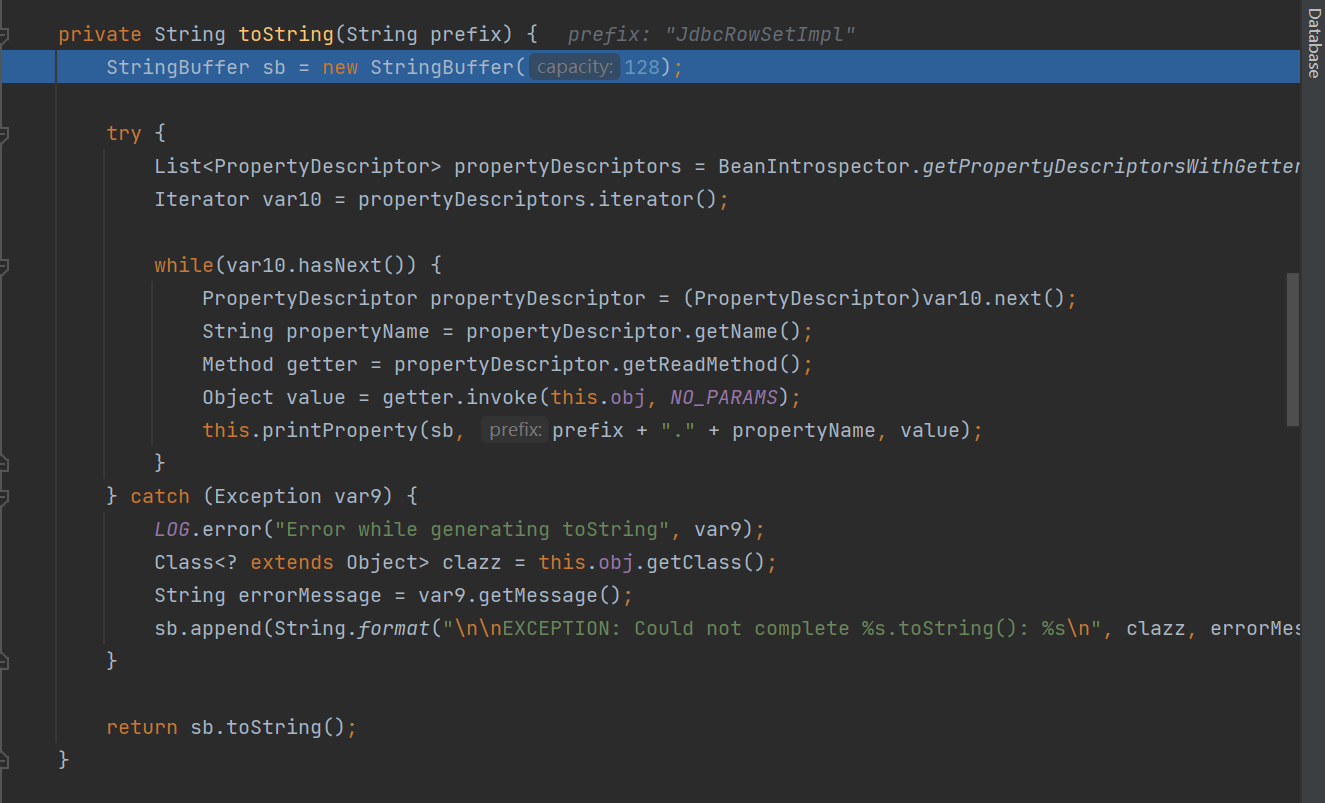 private String toString(String prefix) {   prefix: "JdbcRowSetImpl"
    StringBuffer sb = new StringBuffer( capacity: 128);

    try {
        List<PropertyDescriptor> propertyDescriptors = BeanIntrospector.getPropertyDescriptorsWithGetter
        Iterator var10 = propertyDescriptors.iterator();

        while(var10.hasNext()) {
            PropertyDescriptor propertyDescriptor = (PropertyDescriptor)var10.next();
            String propertyName = propertyDescriptor.getName();
            Method getter = propertyDescriptor.getReadMethod();
            Object value = getter.invoke(this.obj, NO_PARAMS);
            this.printProperty(sb,  prefix: prefix + "." + propertyName, value);
        }
    } catch (Exception var9) {
        LOG.error("Error while generating toString", var9);
        Class<? extends Object> clazz = this.obj.getClass();
        String errorMessage = var9.getMessage();
        sb.append(String.format("\n\nEXCEPTION: Could not complete %s.toString(): %s\n", clazz, errorMes
    }

    return sb.toString();
}
Database